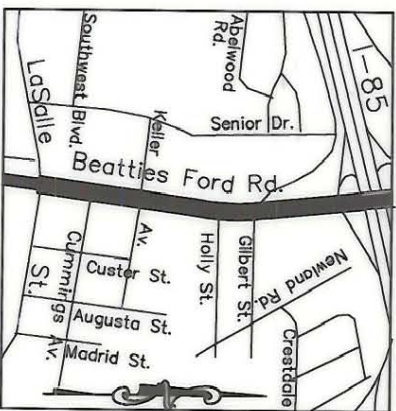 Abelwood
Rd.
I-85
Southwest Blvd.
LaSalle
Keller
Senior Dr.
Beatties Ford Rd.
Av.
Holly St.
Gilbert St.
Newland Rd.
Cummings Av.
St.
Custer St.
Augusta St.
Madrid St.
Crestdale